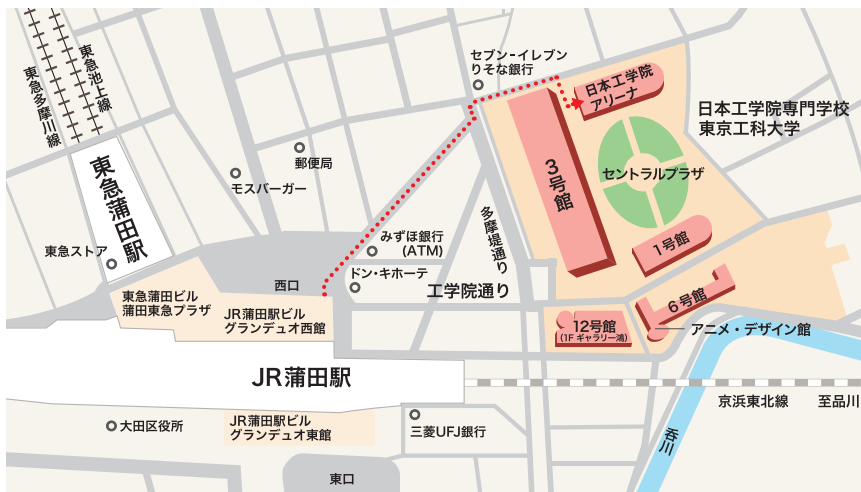 東急多摩川線
東急池上線
東急蒲田駅
東急ストア
モスバーガー
郵便局
セブン-イレブン
りそな銀行
日本工学院
アリーナ
日本工学院専門学校
東京工科大学
3号館
セントラルプラザ
1号館
6号館
アニメ・デザイン館
12号館
(1F ギャラリー鴻)
多摩堤通り
工学院通り
みずほ銀行
(ATM)
ドン・キホーテ
西口
東急蒲田ビル
蒲田東急プラザ
JR蒲田駅ビル
グランデュオ西館
JR蒲田駅
京浜東北線
至品川
呑川
大田区役所
JR蒲田駅ビル
グランデュオ東館
三菱UFJ銀行
東口